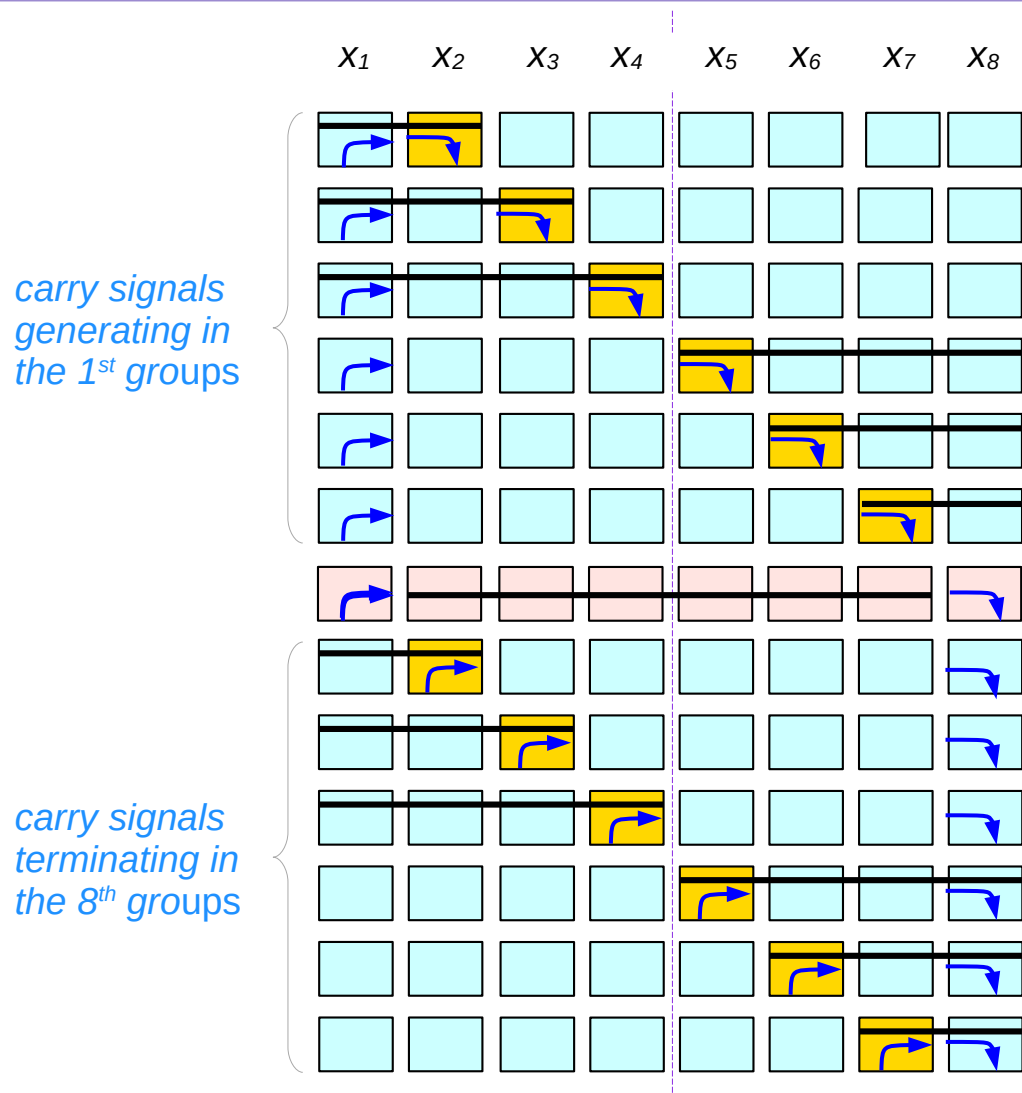 X1 X2 X3 X4 X5 X6 X7 X8
carry signals
generating in
the 1st groups
carry signals
terminating in
the 8th groups